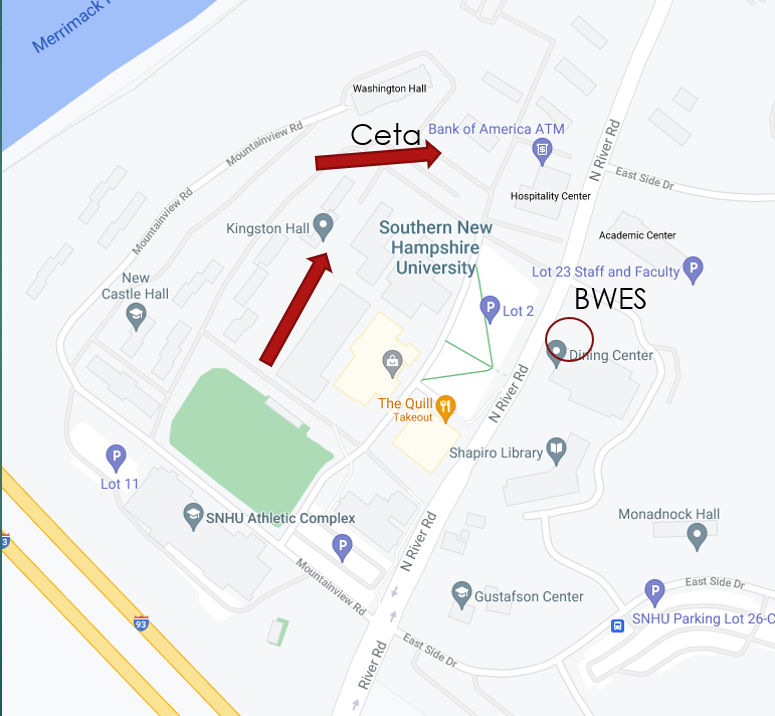 Merrimack
Washington Hall
Ceta
Bank of America ATM
N River Rd
Mountainview Rd
East Side Dr
Mountainview Rd
Hospitality Center
Kingston Hall
Southern New
Hampshire
University
Academic Center
Lot 23 Staff and Faculty
P
New
Castle Hall
BWES
P
Lot 2
Dining Center
N River Rd
The Quill
Takeout
Shapiro Library
P
Lot 11
SNHU Athletic Complex
P
Monadnock Hall
N River Rd
93
Mountainview Rd
Gustafson Center
East Side Dr
P
SNHU Parking Lot 26-C
93
East Side Dr
River Rd